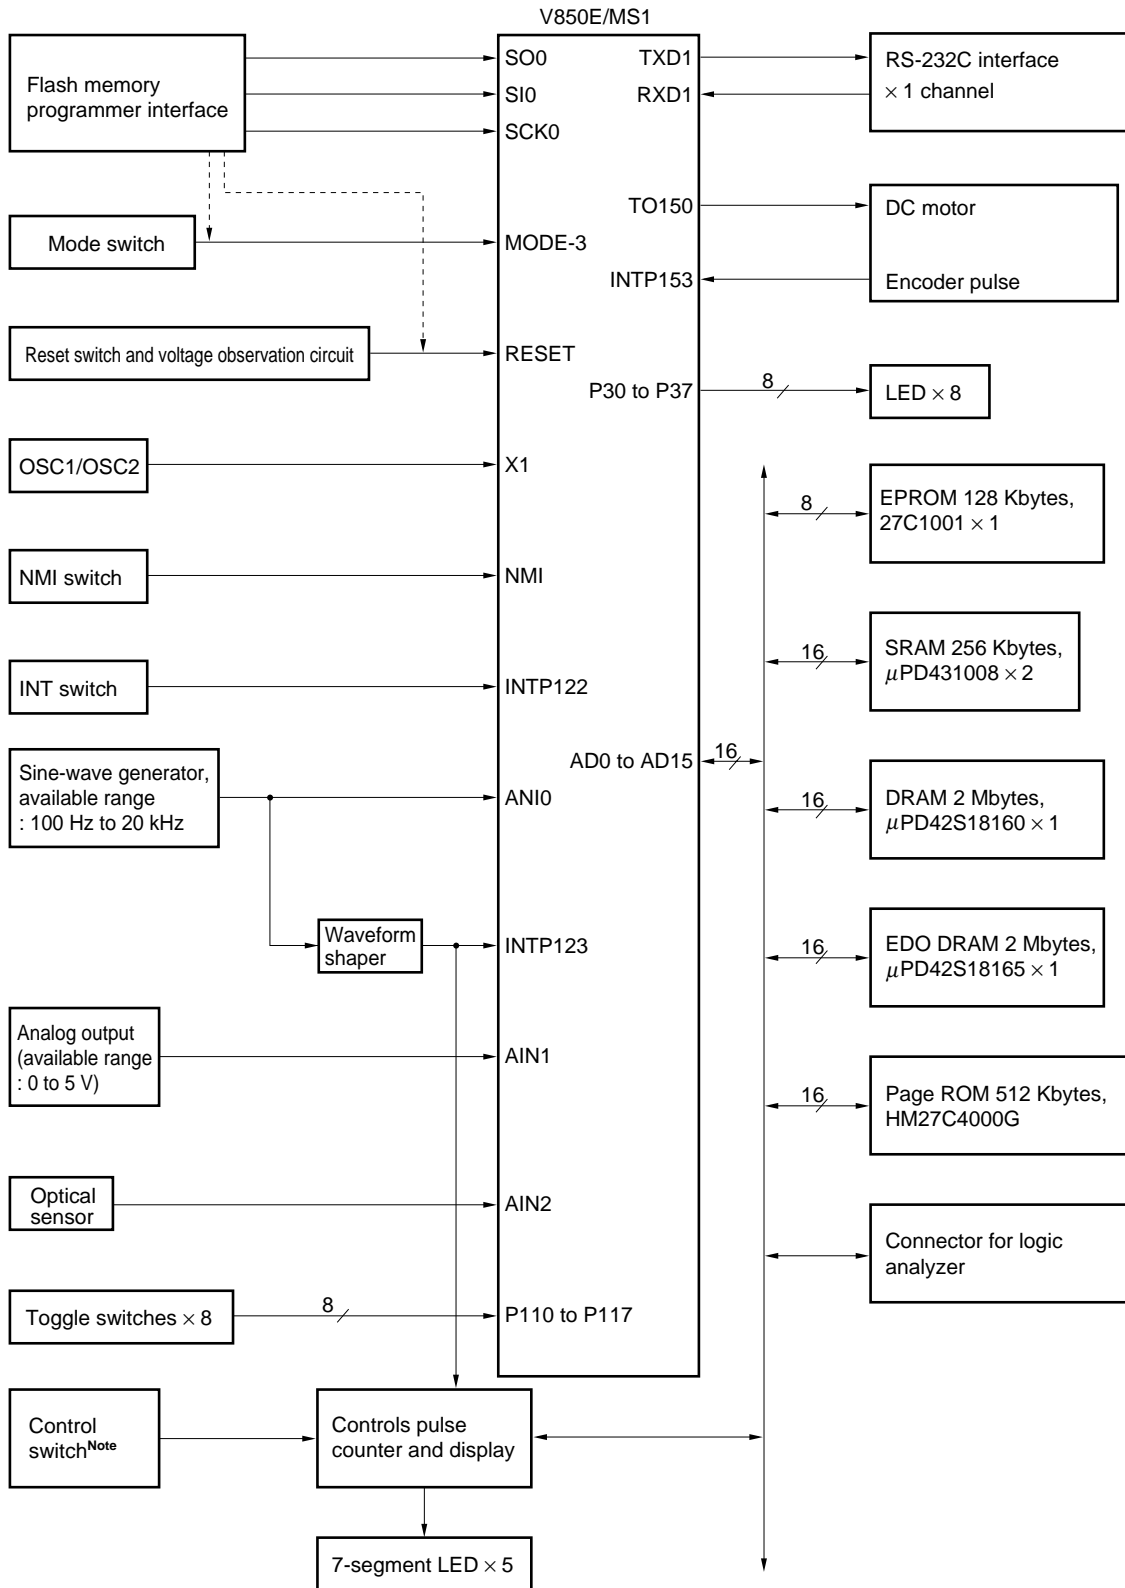 V850E/MS1
Flash memory
programmer interface
SO0
SI0
SCK0
TXD1
RXD1
RS-232C interface
× 1 channel
Mode switch
MODE-3
TO150
INTP153
DC motor
Encoder pulse
Reset switch and voltage observation circuit
RESET
P30 to P37
8
LED × 8
OSC1/OSC2
X1
8
EPROM 128 Kbytes,
27C1001 × 1
NMI switch
NMI
16
SRAM 256 Kbytes,
μPD431008 × 2
INT switch
INTP122
AD0 to AD15
16
Sine-wave generator,
available range
: 100 Hz to 20 kHz
ANI0
16
DRAM 2 Mbytes,
μPD42S18160 × 1
Waveform
shaper
INTP123
16
EDO DRAM 2 Mbytes,
μPD42S18165 × 1
Analog output
(available range
: 0 to 5 V)
AIN1
16
Page ROM 512 Kbytes,
HM27C4000G
Optical
sensor
AIN2
Connector for logic
analyzer
Toggle switches × 8
8
P110 to P117
Control
switchNote
Controls pulse
counter and display
7-segment LED × 5